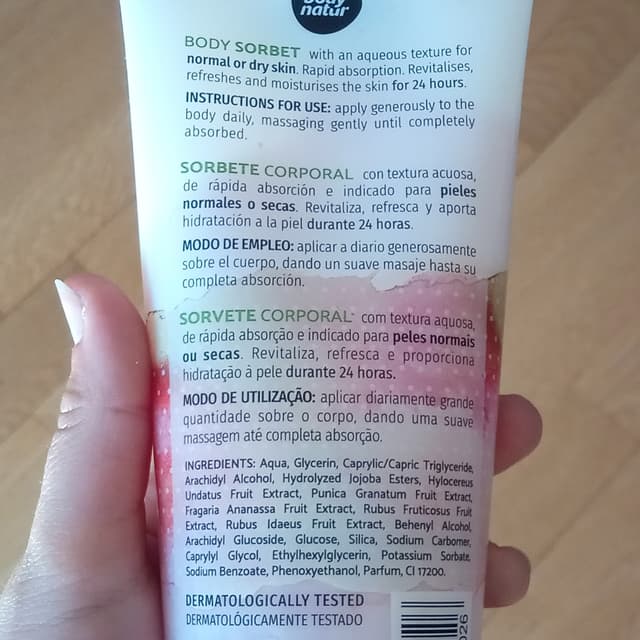 body
natur
BODY SORBET with an aqueous texture for
normal or dry skin. Rapid absorption. Revitalises,
refreshes and moisturises the skin for 24 hours.
INSTRUCTIONS FOR USE: apply generously to the
body daily, massaging gently until completely
absorbed.
SORBETE CORPORAL con textura acuosa,
de rápida absorción e indicado para pieles
normales o secas. Revitaliza, refresca y aporta
hidratación a la piel durante 24 horas.
MODO DE EMPLEO: aplicar a diario generosamente
sobre el cuerpo, dando un suave masaje hasta su
completa absorción.
SORVETE CORPORAL con textura aquosa,
de rápida absorção e indicado para peles normais
ou secas. Revitaliza, refresca e proporciona
hidratação à pele durante 24 horas.
MODO DE UTILIZAÇÃO: aplicar diariamente grande
quantidade sobre o corpo, dando uma suave
massagem até completa absorção.
INGREDIENTS: Aqua, Glycerin, Caprylic/Capric Triglyceride,
Arachidyl Alcohol, Hydrolyzed Jojoba Esters, Hylocereus
Undatus Fruit Extract, Punica Granatum Fruit Extract,
Fragaria Ananassa Fruit Extract, Rubus Fruticosus Fruit
Extract, Rubus Idaeus Fruit Extract, Behenyl Alcohol,
Arachidyl Glucoside, Glucose, Silica, Sodium Carbomer,
Caprylyl Glycol, Ethylhexylglycerin, Potassium Sorbate,
Sodium Benzoate, Phenoxyethanol, Parfum, CI 17200.
DERMATOLOGICALLY TESTED
DERMATOLÓGICAMENTE TESTADO
026